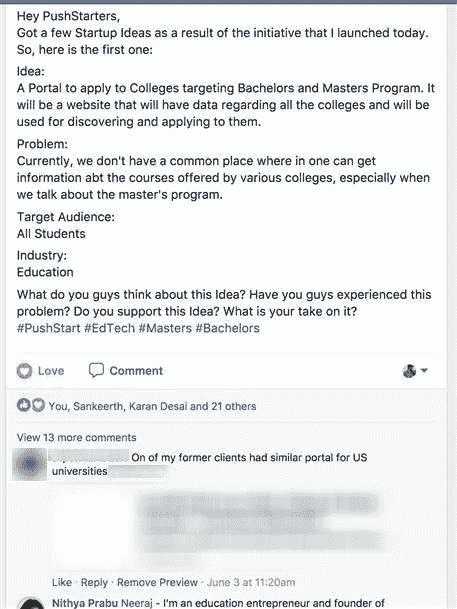 Hey PushStarters,
Got a few Startup Ideas as a result of the initiative that I launched today.
So, here is the first one:
Idea:
A Portal to apply to Colleges targeting Bachelors and Masters Program. It
will be a website that will have data regarding all the colleges and will be
used for discovering and applying to them.
Problem:
Currently, we don't have a common place where in one can get
information abt the courses offered by various colleges, especially when
we talk about the master's program.
Target Audience:
All Students
Industry:
Education
What do you guys think about this Idea? Have you guys experienced this
problem? Do you support this Idea? What is your take on it?
#PushStart #EdTech #Masters #Bachelors
Love Comment
You, Sankeerth, Karan Desai and 21 others
View 13 more comments
On of my former clients had similar portal for US
universities
Like · Reply · Remove Preview · June 3 at 11:20am
Nithya Prabu Neeraj - I'm an education entrepreneur and founder of